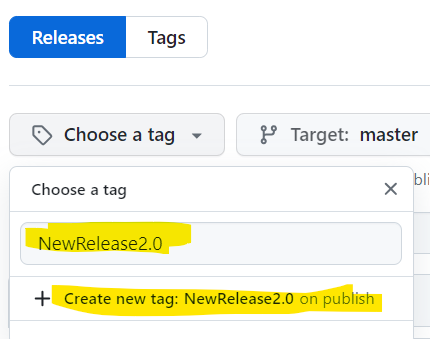 Releases Tags
Choose a tag Target: master
Choose a tag
NewRelease2.0
Create new tag: NewRelease2.0 on publish